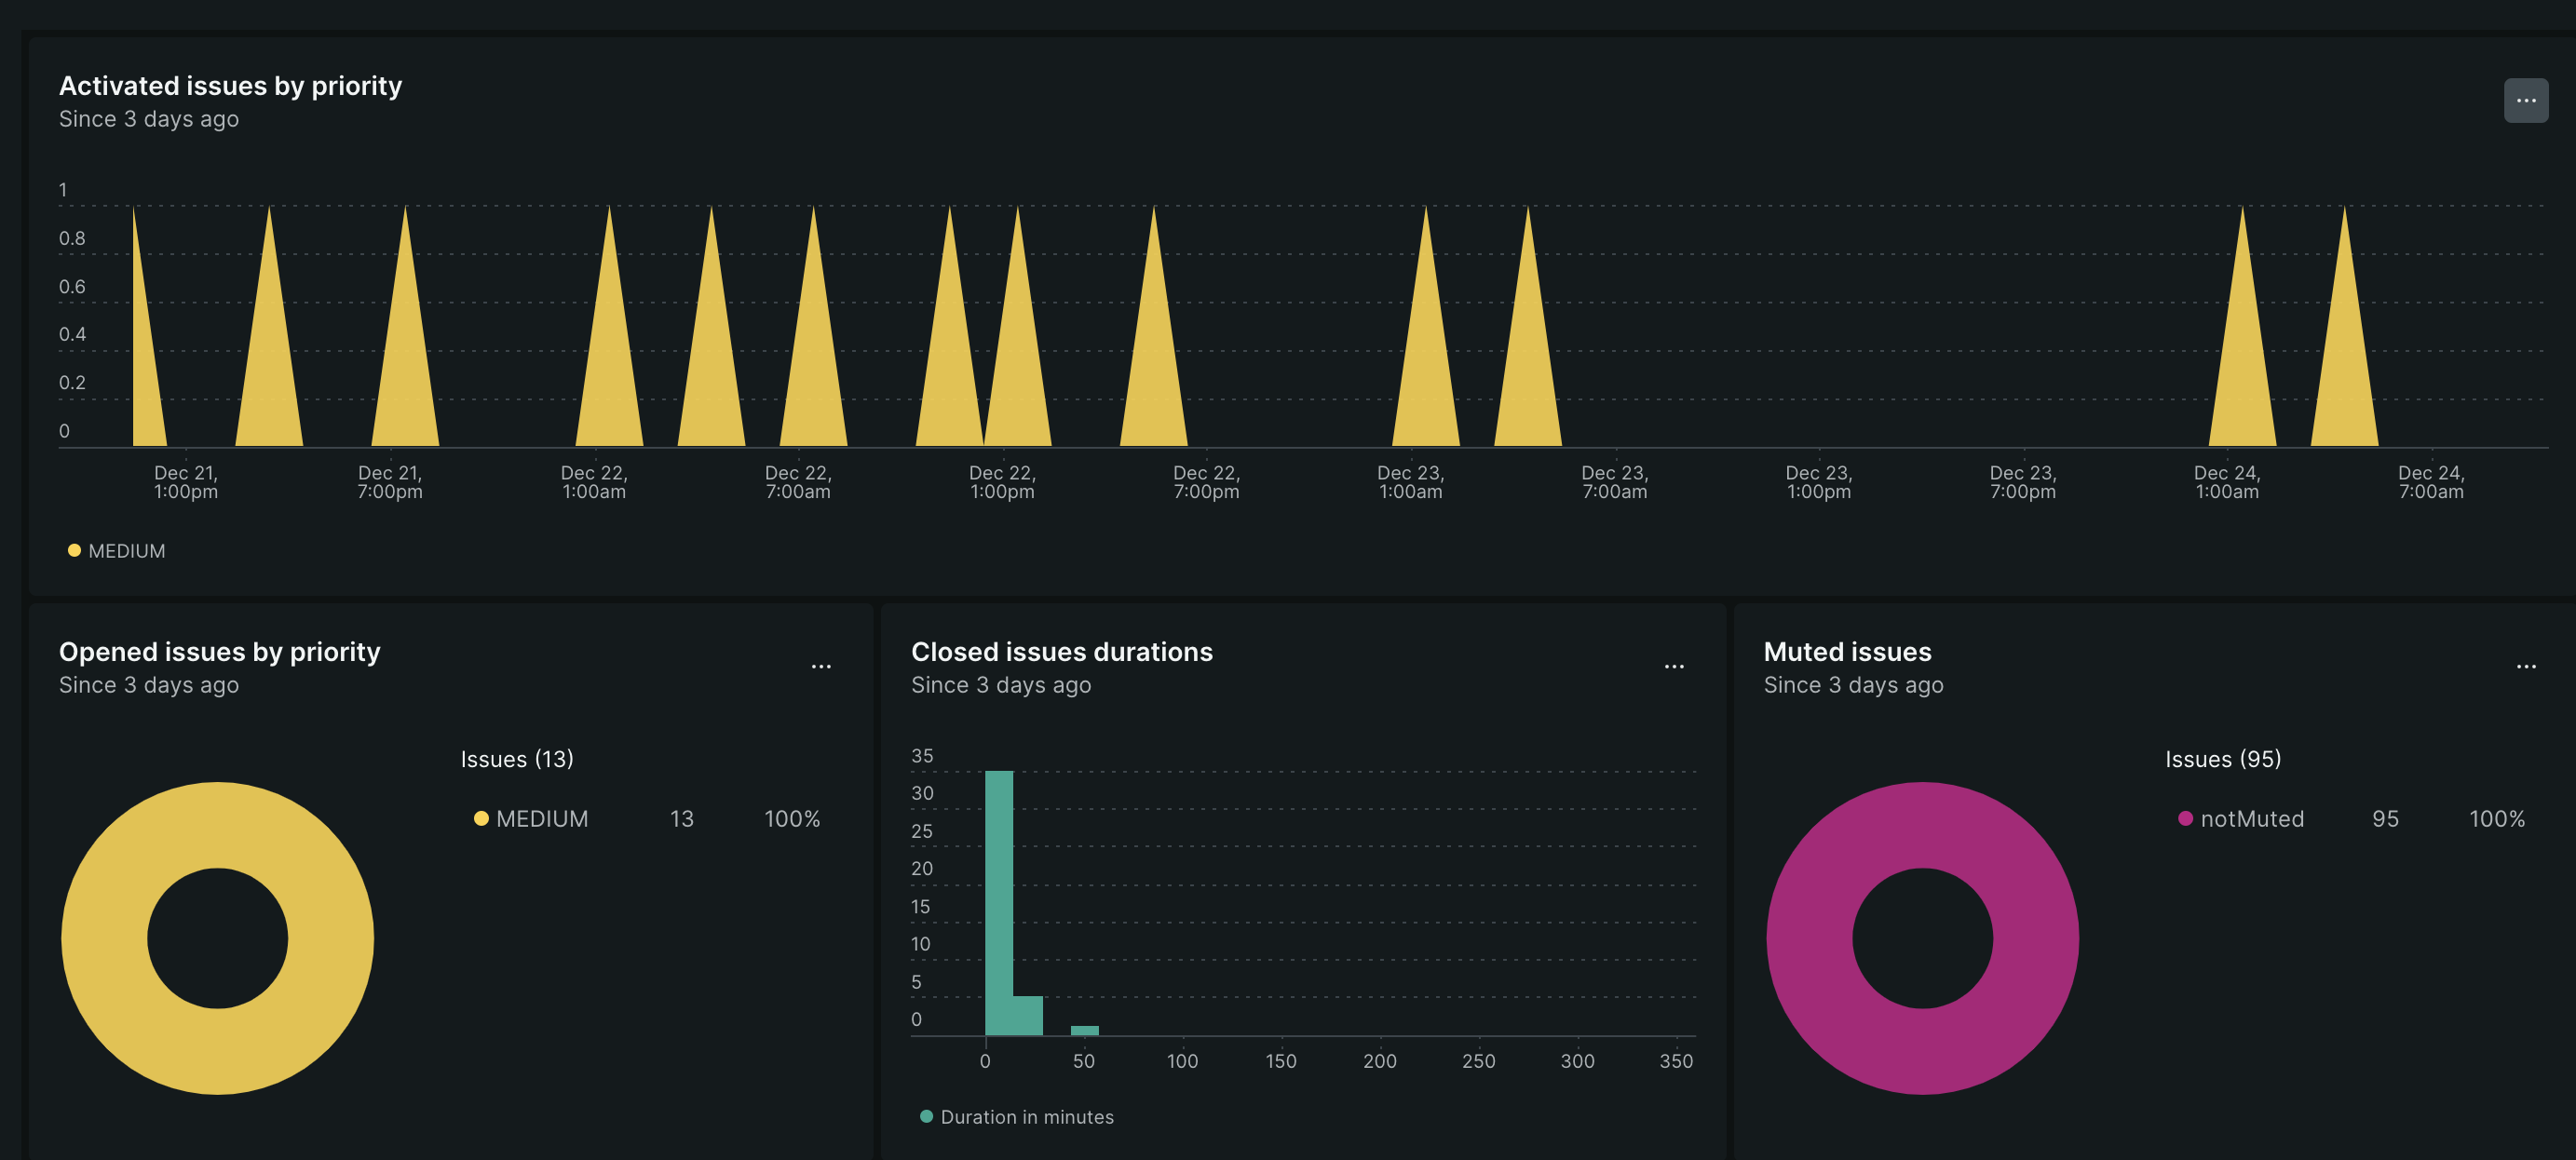 Activated issues by priority
Since 3 days ago
1
0.8
0.6
0.4
0.2
0
Dec 21,
1:00pm
Dec 21,
7:00pm
Dec 22,
1:00am
Dec 22,
7:00am
Dec 22,
1:00pm
Dec 22,
7:00pm
Dec 23,
1:00am
Dec 23,
7:00am
Dec 23,
1:00pm
Dec 23,
7:00pm
Dec 24,
1:00am
Dec 24,
7:00am
MEDIUM
Opened issues by priority
Since 3 days ago
Issues (13)
MEDIUM 13 100%
Closed issues durations
Since 3 days ago
35
30
25
20
15
10
5
0
0 50 100 150 200 250 300 350
Duration in minutes
Muted issues
Since 3 days ago
Issues (95)
notMuted 95 100%